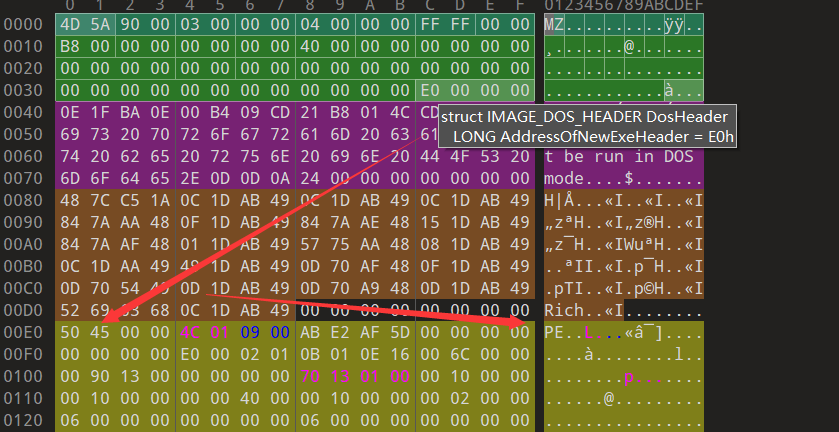 0 1 2 3 4 5 6 7 8 9 A B C D E F 0123456789ABCDEF
0000 4D 5A 90 00 03 00 00 00 04 00 00 00 FF FF 00 00 MZ..........ÿÿ..
0010 B8 00 00 00 00 00 00 00 40 00 00 00 00 00 00 00 ¸.......@.......
0020 00 00 00 00 00 00 00 00 00 00 00 00 00 00 00 00 ................
0030 00 00 00 00 00 00 00 00 00 00 00 00 E0 00 00 00 ............à...
0040 0E 1F BA 0E 00 B4 09 CD 21 B8 01 4C CD
struct IMAGE_DOS_HEADER DosHeader
0050 69 73 20 70 72 6F 67 72 61 6D 20 63 61
LONG AddressOfNewExeHeader = E0h
0060 74 20 62 65 20 72 75 6E 20 69 6E 20 44 4F 53 20 t be run in DOS
0070 6D 6F 64 65 2E 0D 0D 0A 24 00 00 00 00 00 00 00 mode....$.......
0080 48 7C C5 1A 0C 1D AB 49 0C 1D AB 49 0C 1D AB 49 H|Å...«I..«I..«I
0090 84 7A AA 48 0F 1D AB 49 84 7A AE 48 15 1D AB 49 „zªH..«I„z®H..«I
00A0 84 7A AF 48 01 1D AB 49 57 75 AA 48 08 1D AB 49 „z¯H..«IWuªH..«I
00B0 0C 1D AA 49 49 1D AB 49 0D 70 AF 48 0F 1D AB 49 ..ªII.«I.p¯H..«I
00C0 0D 70 54 49 0D 1D AB 49 0D 70 A9 48 0D 1D AB 49 .pTI..«I.p©H..«I
00D0 52 69 63 68 0C 1D AB 49 00 00 00 00 00 00 00 00 Rich..«I........
00E0 50 45 00 00 4C 01 09 00 AB E2 AF 5D 00 00 00 00 PE..L...«â¯]....
00F0 00 00 00 00 E0 00 02 01 0B 01 0E 16 00 6C 00 00 ....à........l..
0100 00 90 13 00 00 00 00 00 70 13 01 00 00 10 00 00 ........p.......
0110 00 10 00 00 00 00 40 00 00 10 00 00 00 02 00 00 ......@.........
0120 06 00 00 00 00 00 00 00 06 00 00 00 00 00 00 00 ................